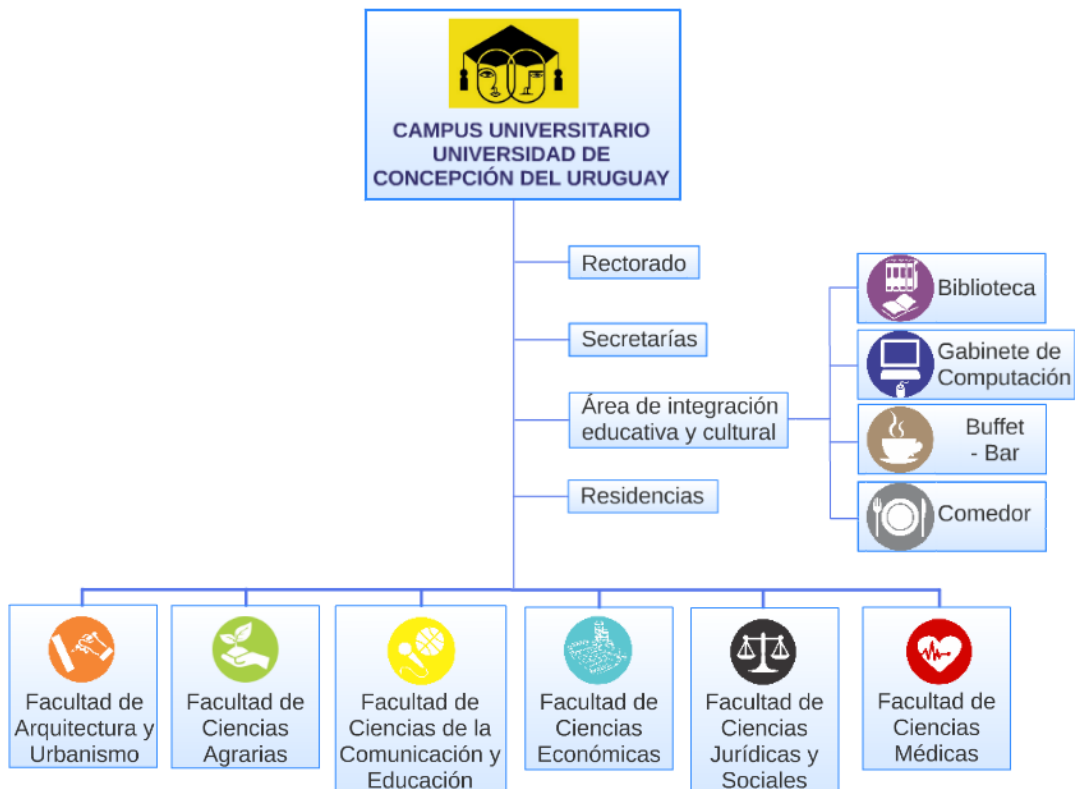 CAMPUS UNIVERSITARIO
UNIVERSIDAD DE
CONCEPCIÓN DEL URUGUAY
Rectorado
Secretarías
Área de integración
educativa y cultural
Residencias
Biblioteca
Gabinete de
Computación
Buffet
- Bar
Comedor
Facultad de
Arquitectura y
Urbanismo
Facultad de
Ciencias
Agrarias
Facultad de
Ciencias de la
Comunicación y
Educación
Facultad de
Ciencias
Económicas
Facultad de
Ciencias
Jurídicas y
Sociales
Facultad de
Ciencias
Médicas